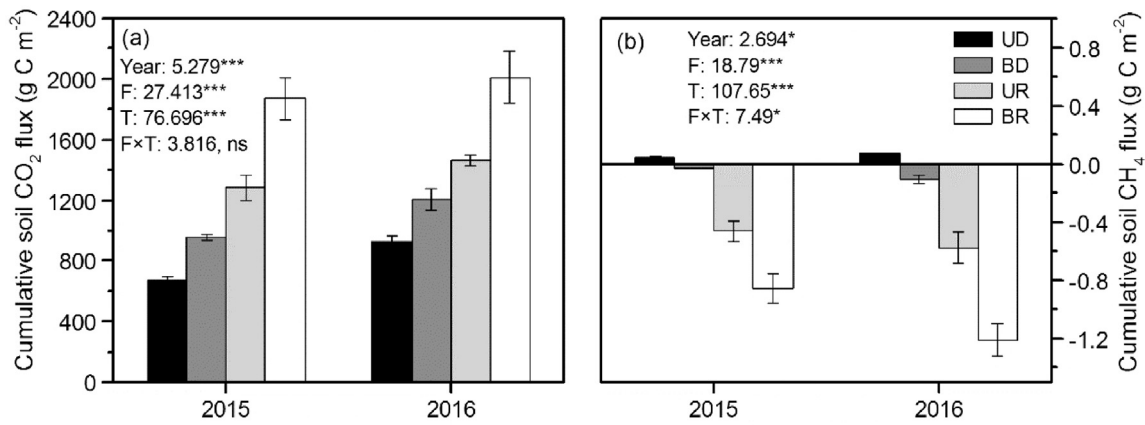 Cumulative soil CO₂ flux (g C m⁻²)
2400
2000
1600
1200
800
400
0
(a)
Year: 5.279***
F: 27.413***
T: 76.696***
F×T: 3.816, ns
2015
2016
(b)
Year: 2.694*
F: 18.79***
T: 107.65***
F×T: 7.49*
UD
BD
UR
BR
2015
2016
0.8
0.4
0.0
-0.4
-0.8
-1.2
Cumulative soil CH₄ flux (g C m⁻²)